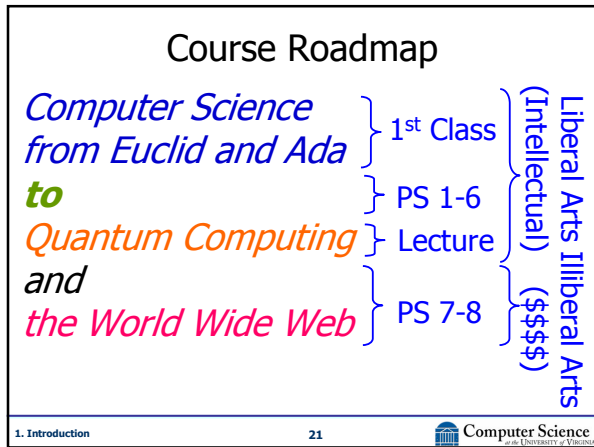 Course Roadmap
Computer Science
from Euclid and Ada
1st Class
to
PS 1-6
Quantum Computing
Lecture
and
the World Wide Web
PS 7-8
Liberal Arts
(Intellectual)
Illiberal Arts
($$$$)
1. Introduction
21
Computer Science
at the UNIVERSITY of VIRGINIA